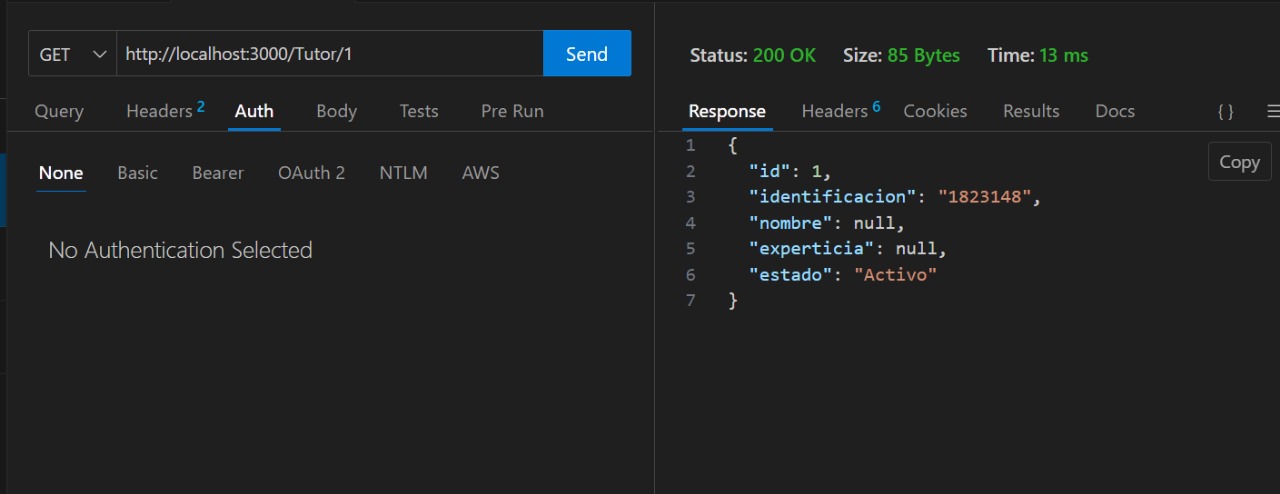 GET http://localhost:3000/Tutor/1 Send
Query Headers 2 Auth Body Tests Pre Run
None Basic Bearer OAuth 2 NTLM AWS
No Authentication Selected
Status: 200 OK Size: 85 Bytes Time: 13 ms
Response Headers 6 Cookies Results Docs { }
Copy
1 {
2 "id": 1,
3 "identificacion": "1823148",
4 "nombre": null,
5 "experticia": null,
6 "estado": "Activo"
7 }